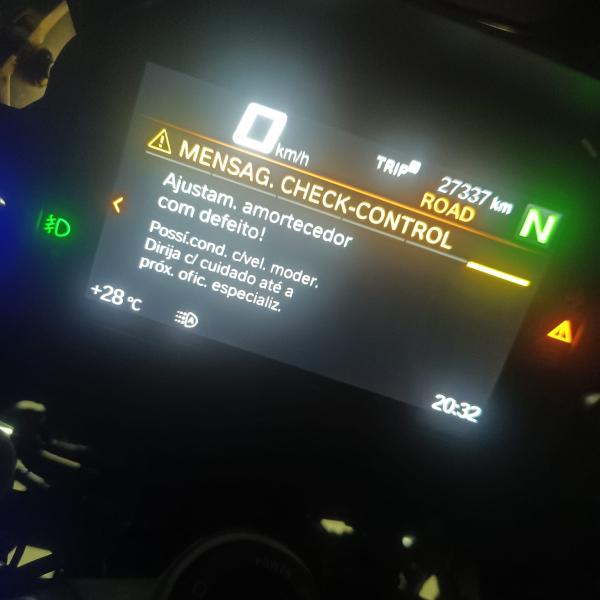 0 km/h
TRIP
27337 km
MENSAG. CHECK-CONTROL
ROAD
N
Ajustam. amortecedor
com defeito!
Possí.cond. c/vel. moder.
Dirija c/ cuidado até a
próx. ofic. especializ.
+28 °C
A
20:32